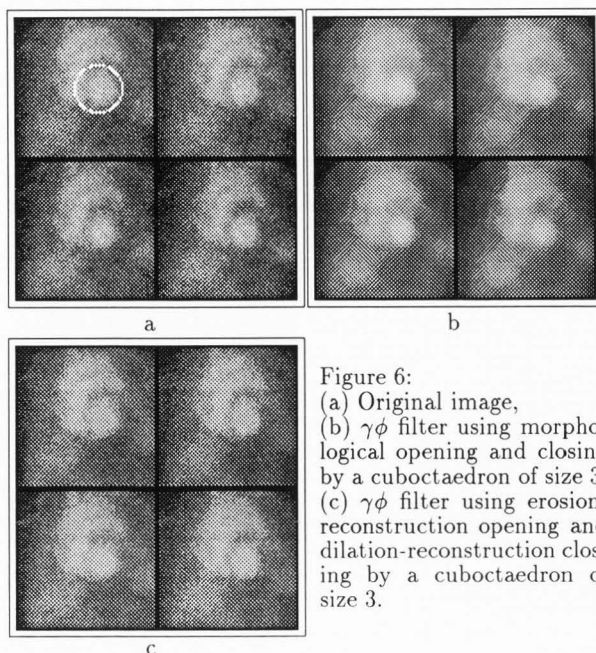 a
b
c
Figure 6:
(a) Original image,
(b) γϕ filter using morpho
logical opening and closin
by a cuboctaedron of size 3
(c) γϕ filter using erosion
reconstruction opening an
dilation-reconstruction clos
ing by a cuboctaedron o
size 3.